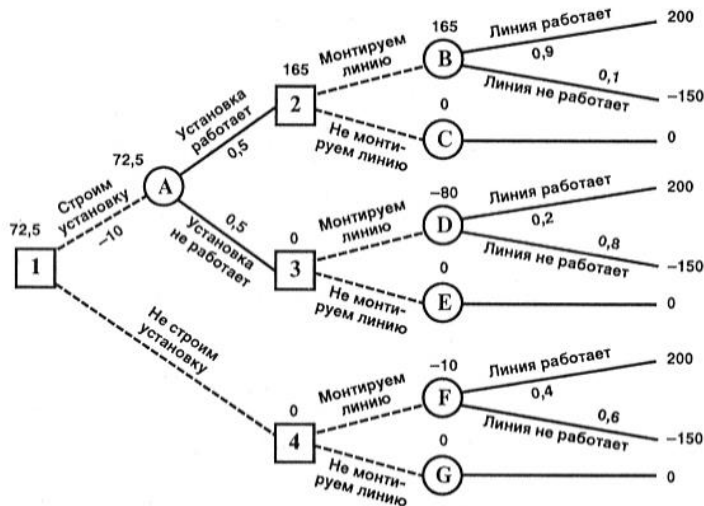 165
Линия работает
200
Монтируем
линию
B
0,9
165
0,1
Линия не работает
−150
2
0
Установка
работает
0,5
Не монти-
руем линию
C
0
72,5
A
Строим
установку
−10
72,5
1
0,5
Установка
не работает
−80
Линия работает
200
Монтируем
линию
D
0,2
0
0,8
Линия не работает
−150
3
0
Не монти-
руем линию
E
0
Не строим
установку
−10
Линия работает
200
Монтируем
линию
F
0,4
0
0,6
Линия не работает
−150
4
0
Не монти-
руем линию
G
0